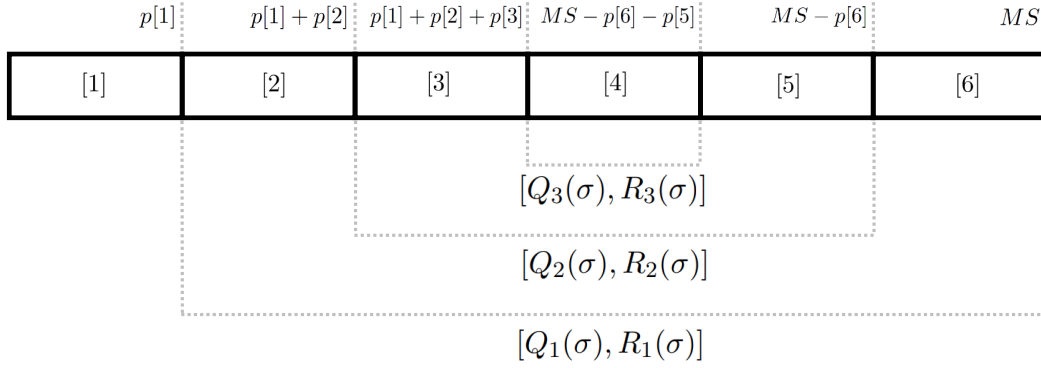 p[1] p[1] + p[2] p[1] + p[2] + p[3] MS − p[6] − p[5] MS − p[6] MS
[1] [2] [3] [4] [5] [6]
[Q₃(σ), R₃(σ)]
[Q₂(σ), R₂(σ)]
[Q₁(σ), R₁(σ)]